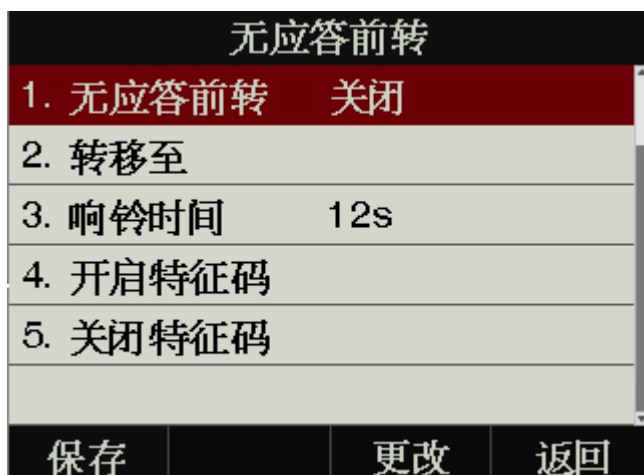 无应答前转
1. 无应答前转 关闭
2. 转移至
3. 响铃时间 12s
4. 开启特征码
5. 关闭特征码
保存 更改 返回